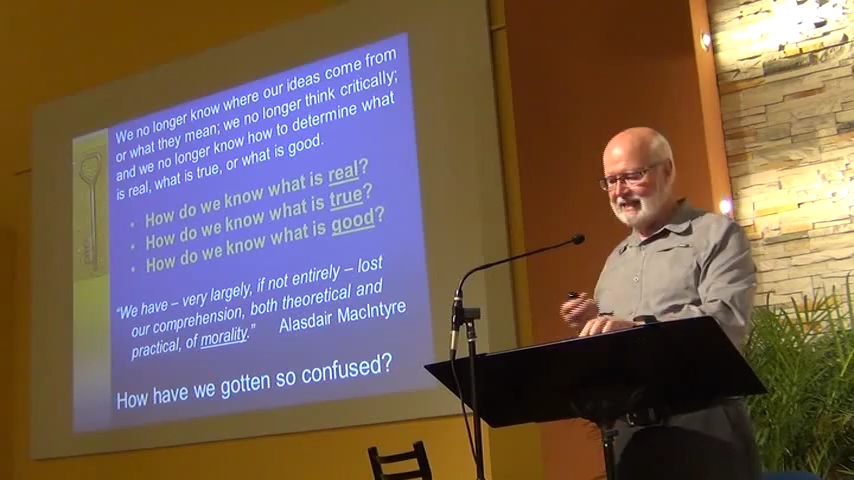 We no longer know where our ideas come from
or what they mean; we no longer think critically;
and we no longer know how to determine what
is real, what is true, or what is good.
• How do we know what is real?
• How do we know what is true?
• How do we know what is good?
"We have – very largely, if not entirely – lost
our comprehension, both theoretical and
practical, of morality." Alasdair MacIntyre
How have we gotten so confused?